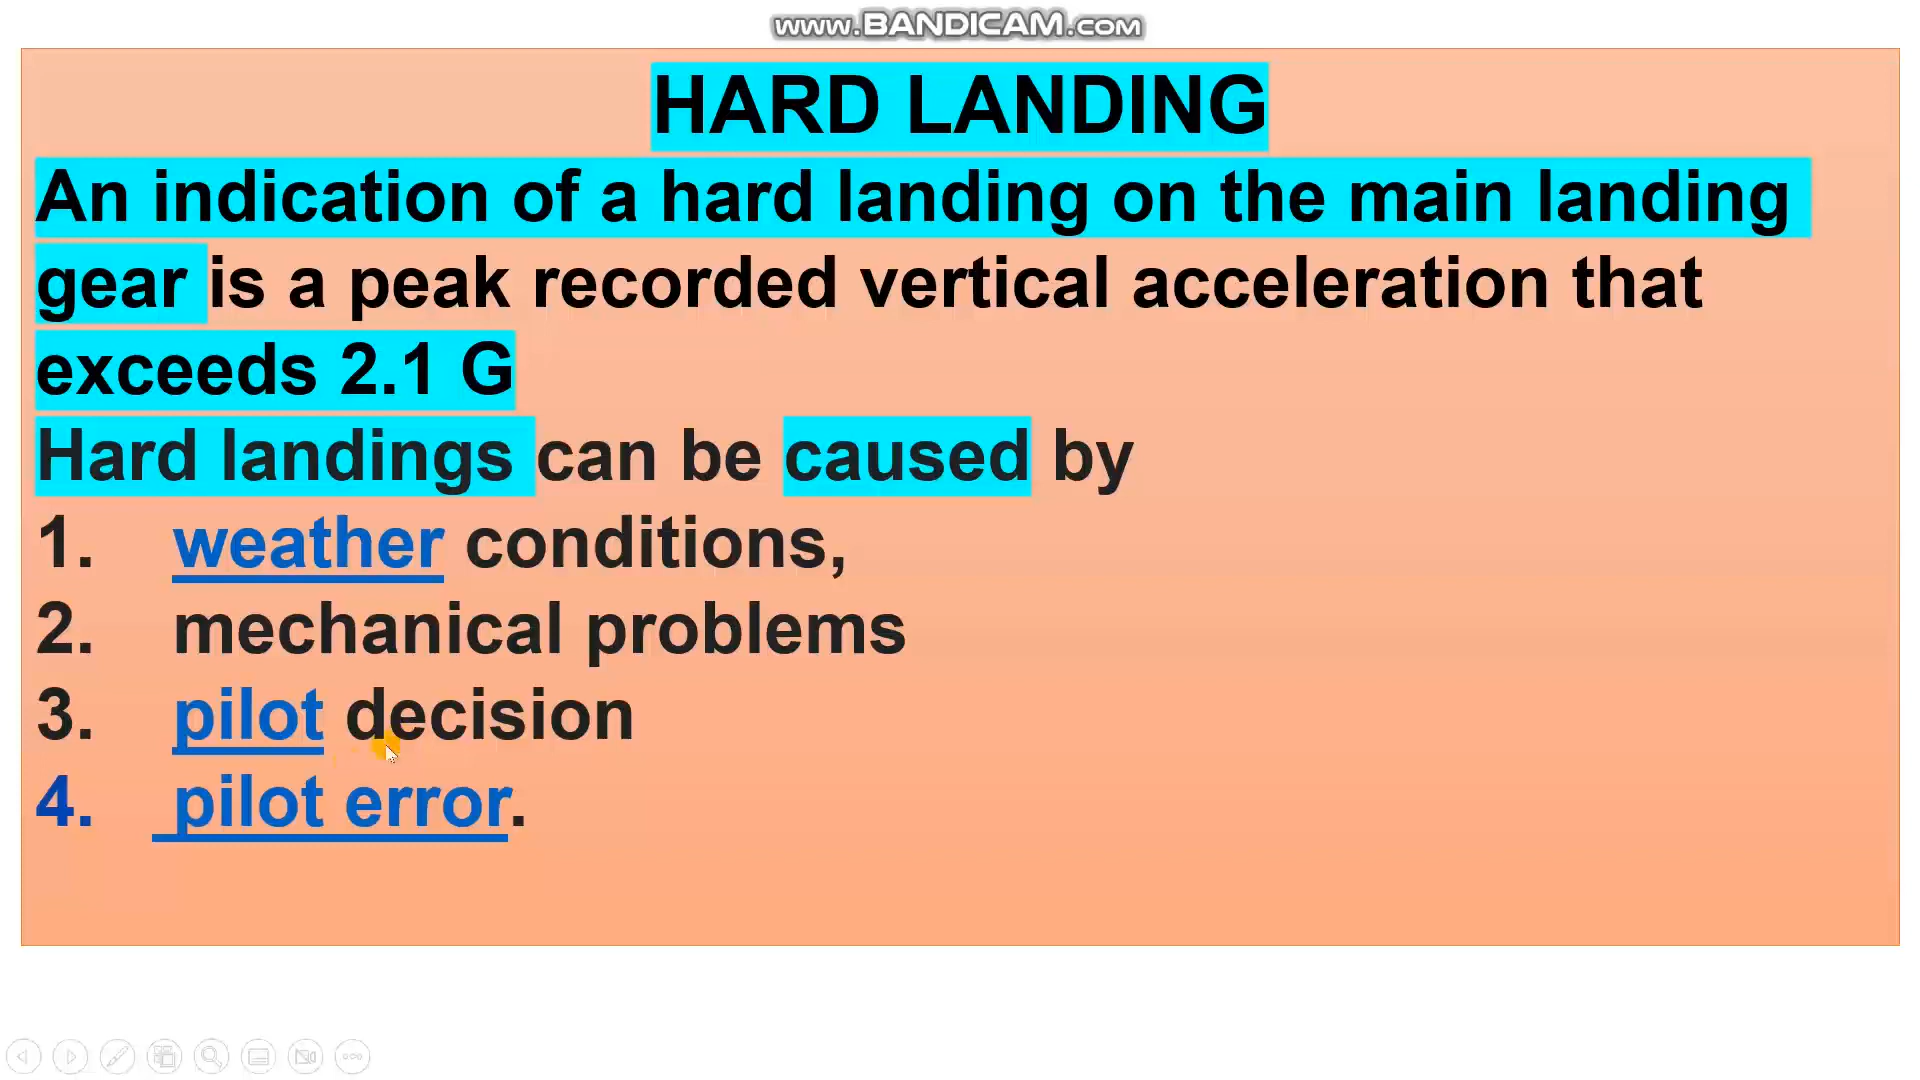 www.BANDICAM.com
HARD LANDING
An indication of a hard landing on the main landing
gear is a peak recorded vertical acceleration that
exceeds 2.1 G
Hard landings can be caused by
1. weather conditions,
2. mechanical problems
3. pilot decision
4. pilot error.